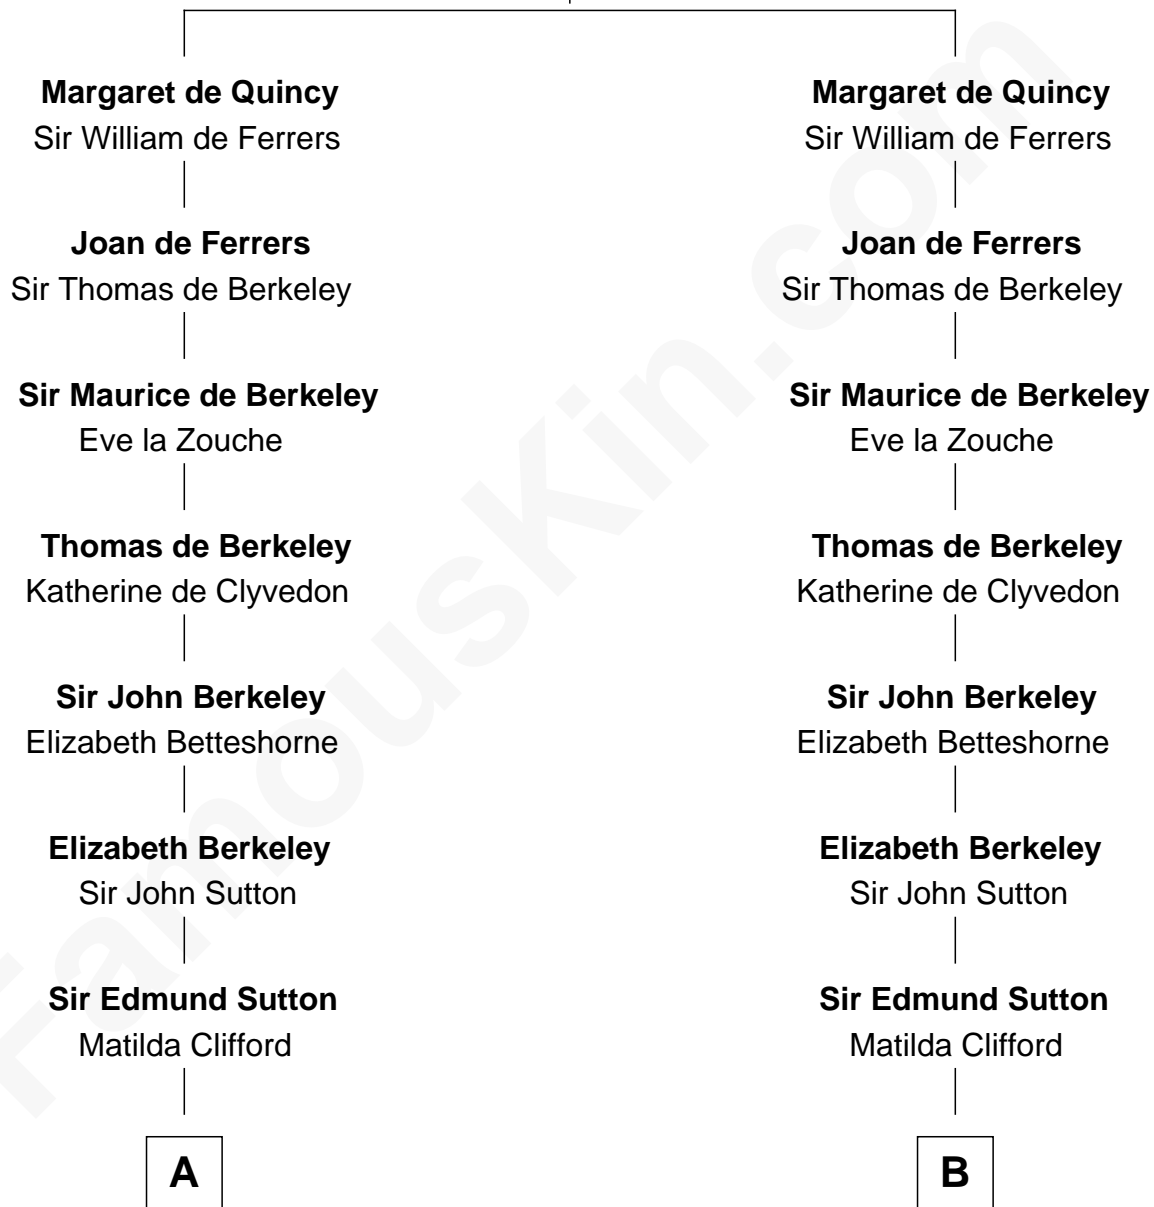 Margaret de Quincy Margaret de Quincy
Sir William de Ferrers Sir William de Ferrers
Joan de Ferrers Joan de Ferrers
Sir Thomas de Berkeley Sir Thomas de Berkeley
Sir Maurice de Berkeley Sir Maurice de Berkeley
Eve la Zouche Eve la Zouche
Thomas de Berkeley Thomas de Berkeley
Katherine de Clyvedon Katherine de Clyvedon
Sir John Berkeley Sir John Berkeley
Elizabeth Betteshorne Elizabeth Betteshorne
Elizabeth Berkeley Elizabeth Berkeley
Sir John Sutton Sir John Sutton
Sir Edmund Sutton Sir Edmund Sutton
Matilda Clifford Matilda Clifford
A B
FamousKin.com